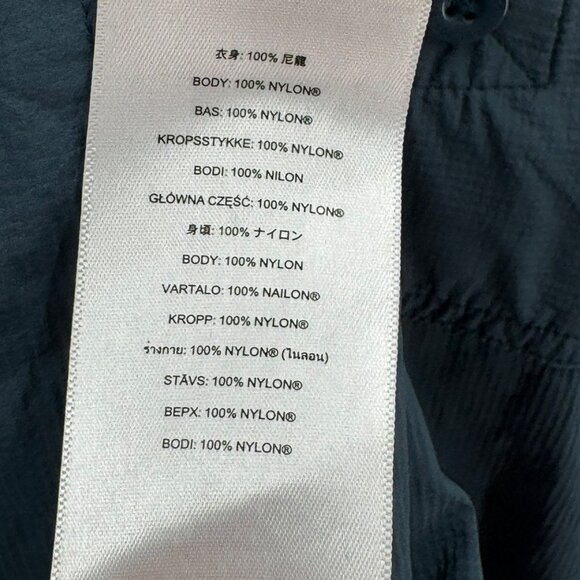 衣身: 100% 尼龍
BODY: 100% NYLON®
BAS: 100% NYLON®
KROPSSTYKKE: 100% NYLON®
BODI: 100% NILON
GŁÓWNA CZĘŚĆ: 100% NYLON®
身頃: 100% ナイロン
BODY: 100% NYLON
VARTALO: 100% NAILON®
KROPP: 100% NYLON®
ร่างกาย: 100% NYLON® (ไนลอน)
STĀVS: 100% NYLON®
ВЕРХ: 100% NYLON®
BODI: 100% NYLON®